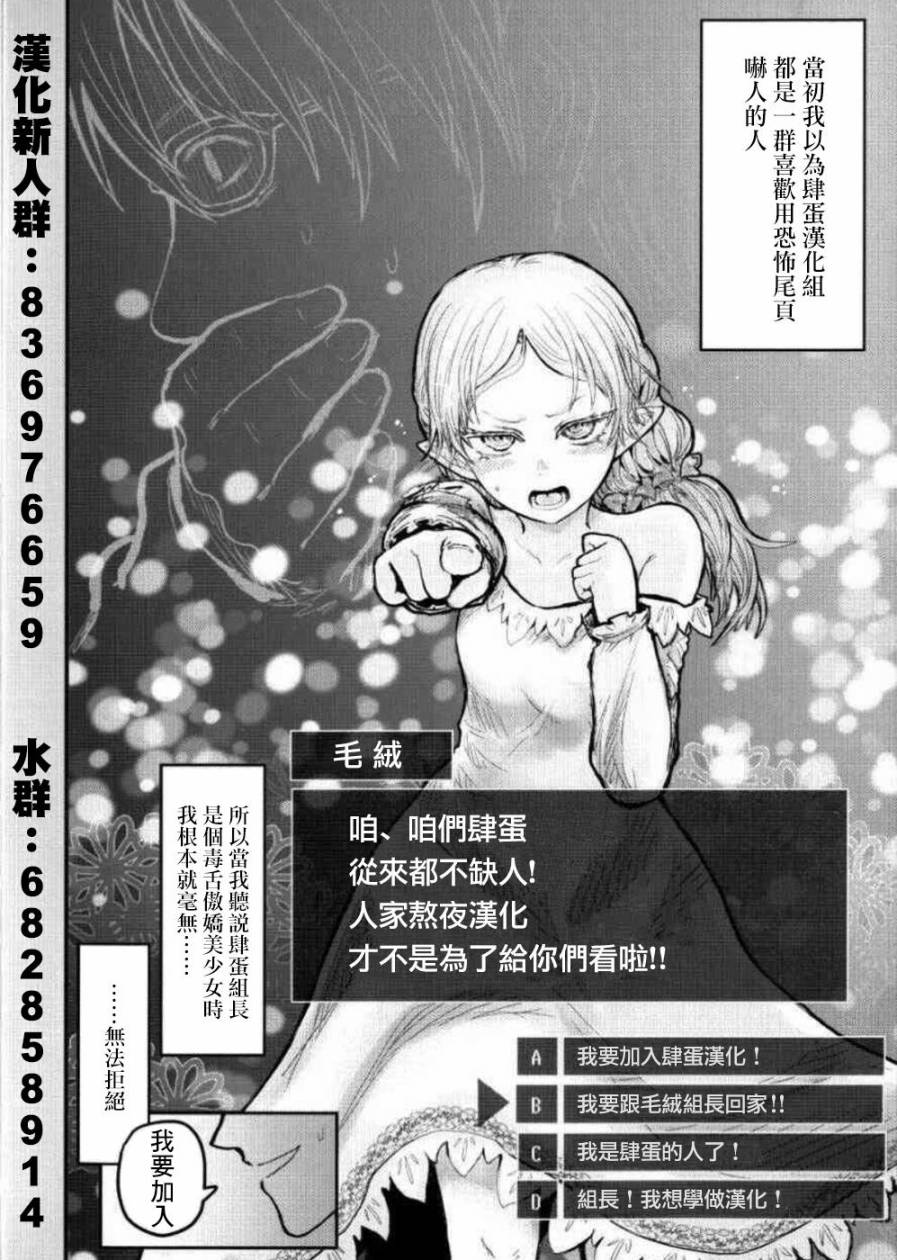 當初我以為肆蛋漢化組
都是一群喜歡用恐怖尾頁
嚇人的人
漢化新人群：836976659
水群：682858914
毛絨
咱、咱們肆蛋
從來都不缺人!
人家熬夜漢化
才不是為了給你們看啦!!
所以當我聽説肆蛋組長
是個毒舌傲嬌美少女時
我根本就毫無……
……無法拒絕
我要加入
A 我要加入肆蛋漢化！
B 我要跟毛絨組長回家!!
C 我是肆蛋的人了！
D 組長！我想學做漢化！